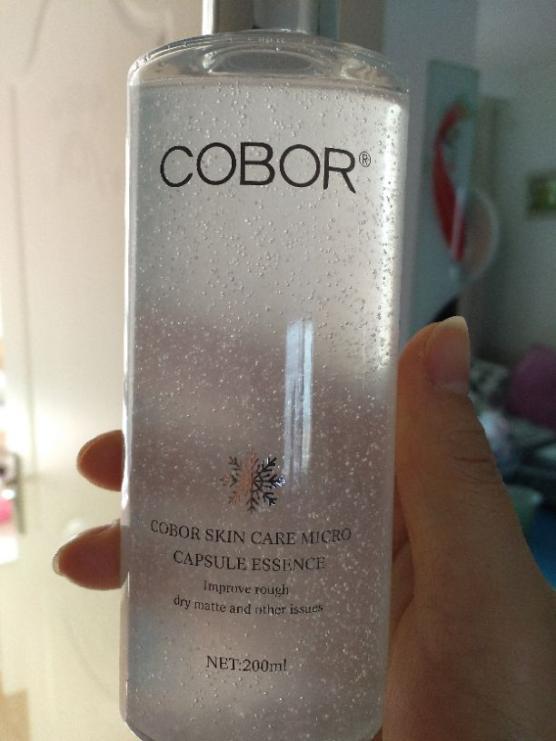 COBOR®
COBOR SKIN CARE MICRO
CAPSULE ESSENCE
Improve rough
dry matte and other issues
NET:200ml